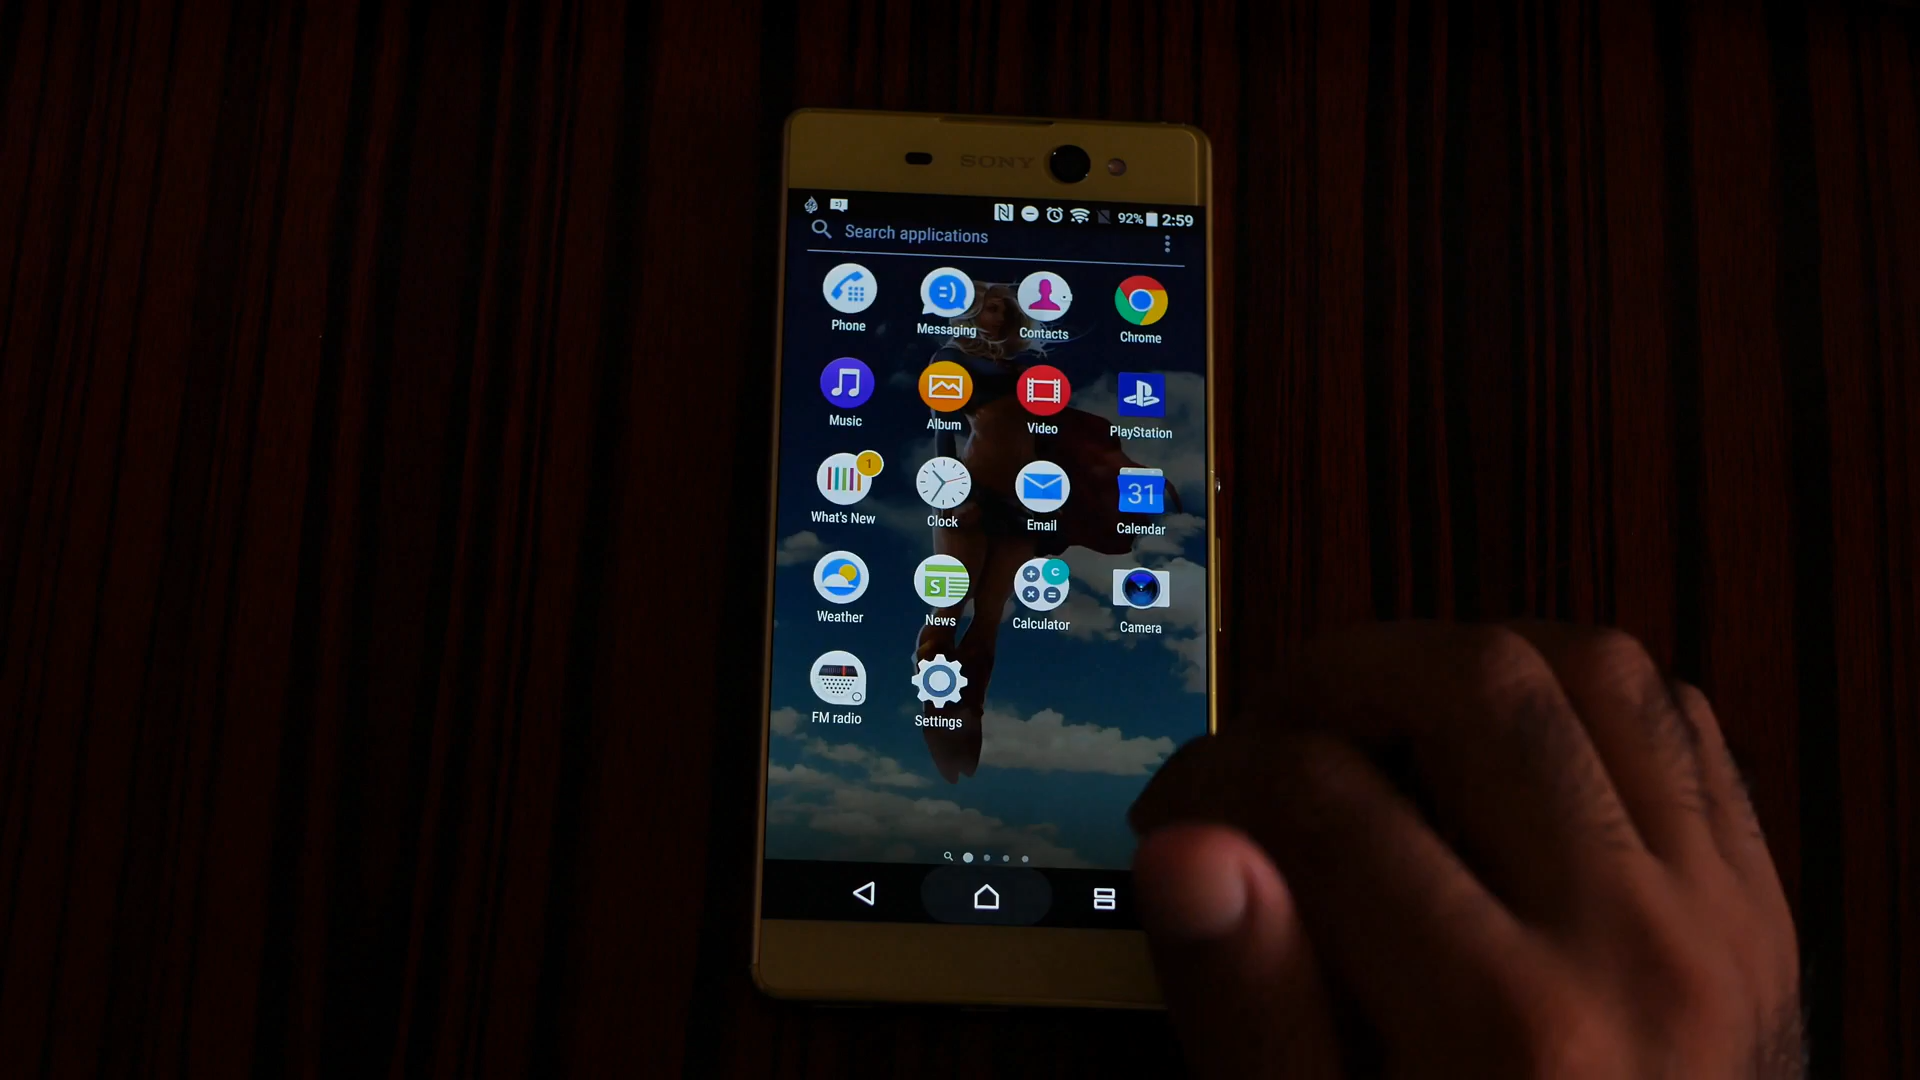 SONY
92% 2:59
Search applications
Phone Messaging Contacts Chrome
Music Album Video PlayStation
1
31
What's New Clock Email Calendar
C
S
Weather News Calculator Camera
FM radio Settings